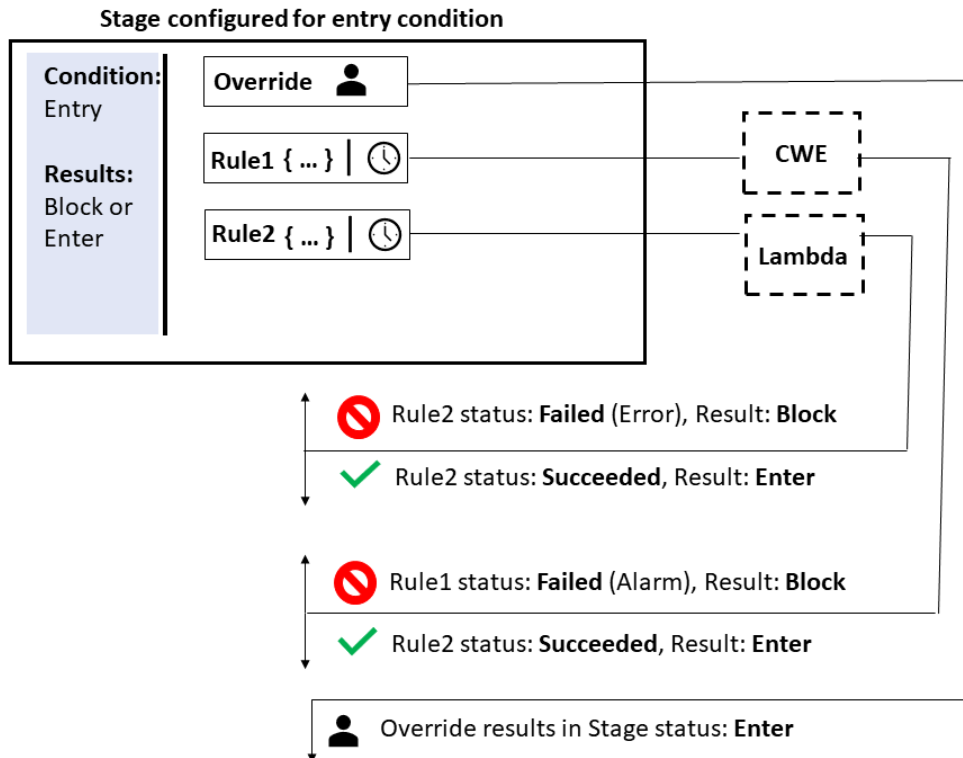 Stage configured for entry condition
Condition:
Entry
Results:
Block or
Enter
Override
Rule1 { ... } |
Rule2 { ... } |
CWE
Lambda
Rule2 status: Failed (Error), Result: Block
Rule2 status: Succeeded, Result: Enter
Rule1 status: Failed (Alarm), Result: Block
Rule2 status: Succeeded, Result: Enter
Override results in Stage status: Enter